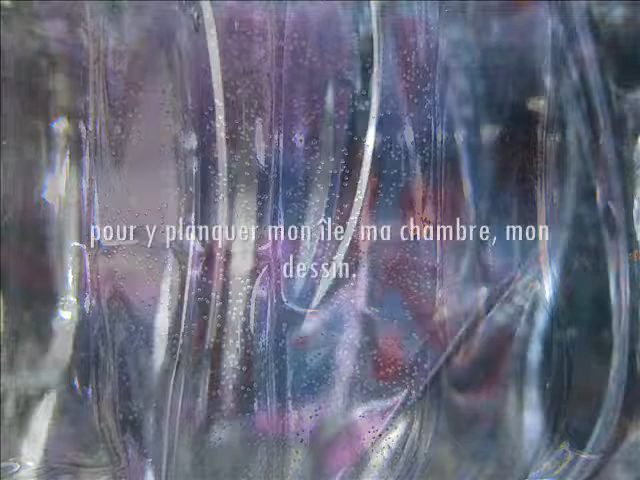 pour y planquer mon île, ma chambre, mon
dessin.